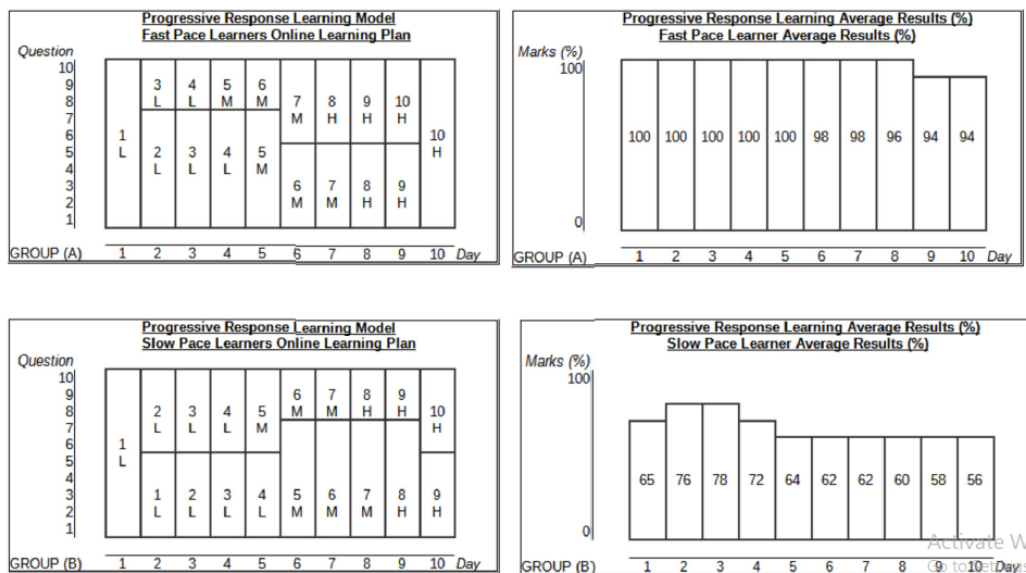 Progressive Response Learning Model
Fast Pace Learners Online Learning Plan
Question
10
9
8
7
6
5
4
3
2
1
3 4 5 6
L L M M
7 8 9 10
M H H H
1 10
L H
2 3 4 5
L L L M
6 7 8 9
M M H H
GROUP (A) 1 2 3 4 5 6 7 8 9 10 Day
Progressive Response Learning Average Results (%)
Fast Pace Learner Average Results (%)
Marks (%)
100
100 100 100 100 100 98 98 96 94 94
0
GROUP (A) 1 2 3 4 5 6 7 8 9 10 Day
Progressive Response Learning Model
Slow Pace Learners Online Learning Plan
Question
10
9
8
7
6
5
4
3
2
1
6 7 8 9
M M H H
2 3 4 5 10
L L L M H
1
L
1 2 3 4 5 6 7 8 9
L L L L M M M H H
GROUP (B) 1 2 3 4 5 6 7 8 9 10 Day
Progressive Response Learning Average Results (%)
Slow Pace Learner Average Results (%)
Marks (%)
100
65 76 78 72 64 62 62 60 58 56
0
Activate W
GROUP (B) 1 2 3 4 5 6 7 8 9 10 Day
Go to